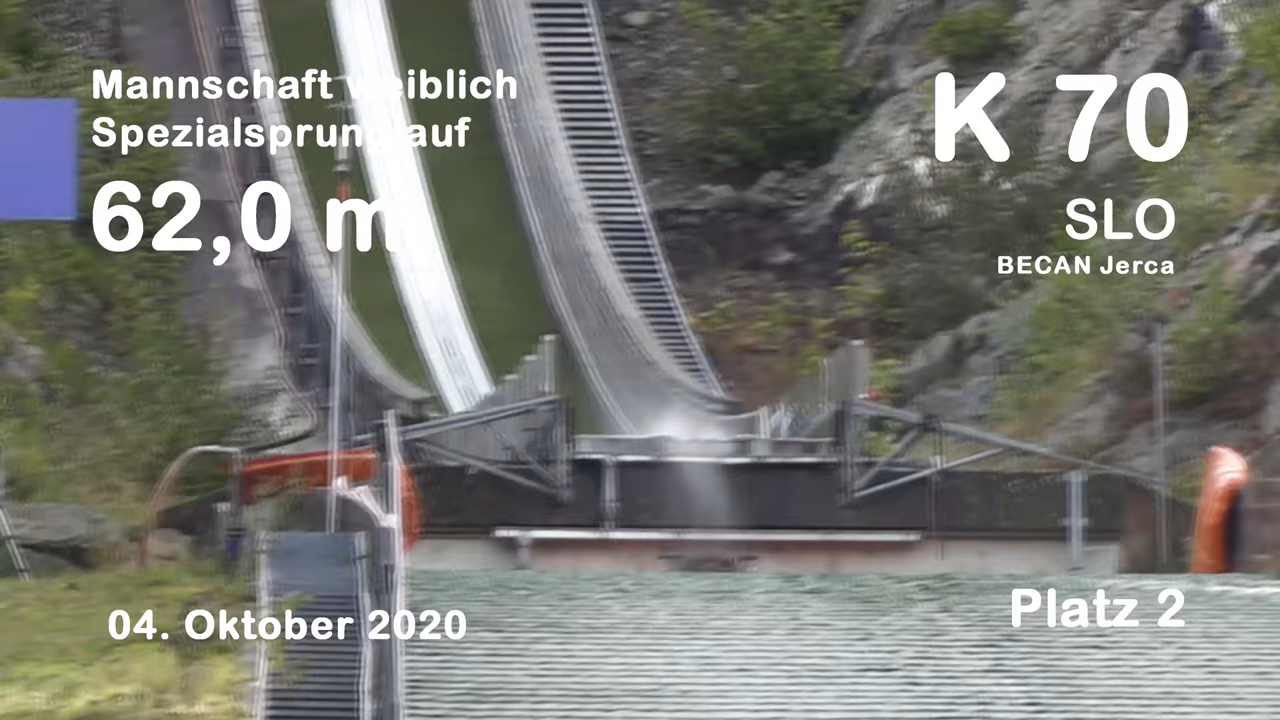 Mannschaft weiblich
Spezialsprunglauf
62,0 m
K 70
SLO
BECAN Jerca
04. Oktober 2020
Platz 2